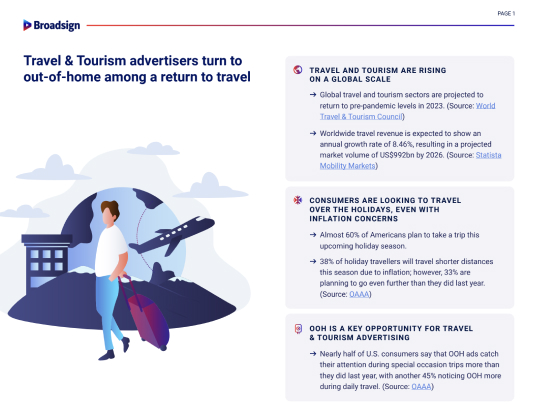 PAGE 1
Broadsign
Travel & Tourism advertisers turn to
out-of-home among a return to travel
TRAVEL AND TOURISM ARE RISING
ON A GLOBAL SCALE
→ Global travel and tourism sectors are projected to
return to pre-pandemic levels in 2023. (Source: World
Travel & Tourism Council)
→ Worldwide travel revenue is expected to show an
annual growth rate of 8.46%, resulting in a projected
market volume of US$992bn by 2026. (Source: Statista
Mobility Markets)
CONSUMERS ARE LOOKING TO TRAVEL
OVER THE HOLIDAYS, EVEN WITH
INFLATION CONCERNS
→ Almost 60% of Americans plan to take a trip this
upcoming holiday season.
→ 38% of holiday travellers will travel shorter distances
this season due to inflation; however, 33% are
planning to go even further than they did last year.
(Source: OAAA)
OOH IS A KEY OPPORTUNITY FOR TRAVEL
& TOURISM ADVERTISING
→ Nearly half of U.S. consumers say that OOH ads catch
their attention during special occasion trips more than
they did last year, with another 45% noticing OOH more
during daily travel. (Source: OAAA)